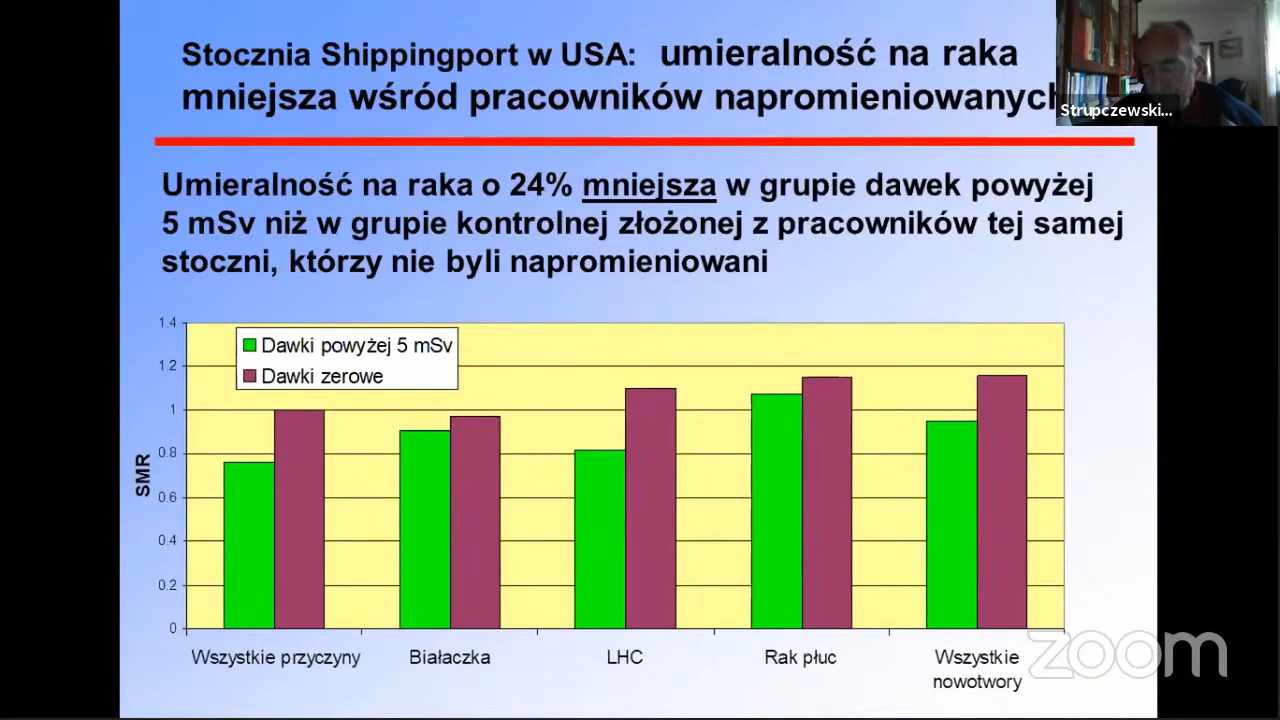 Stocznia Shippingport w USA: umieralność na raka
mniejsza wśród pracowników napromieniowanych
Strupczewski...
Umieralność na raka o 24% mniejsza w grupie dawek powyżej
5 mSv niż w grupie kontrolnej złożonej z pracowników tej samej
stoczni, którzy nie byli napromieniowani
Dawki powyżej 5 mSv
Dawki zerowe
SMR
1.4
1.2
1
0.8
0.6
0.4
0.2
0
Wszystkie przyczyny
Białaczka
LHC
Rak płuc
Wszystkie
nowotwory
zoom